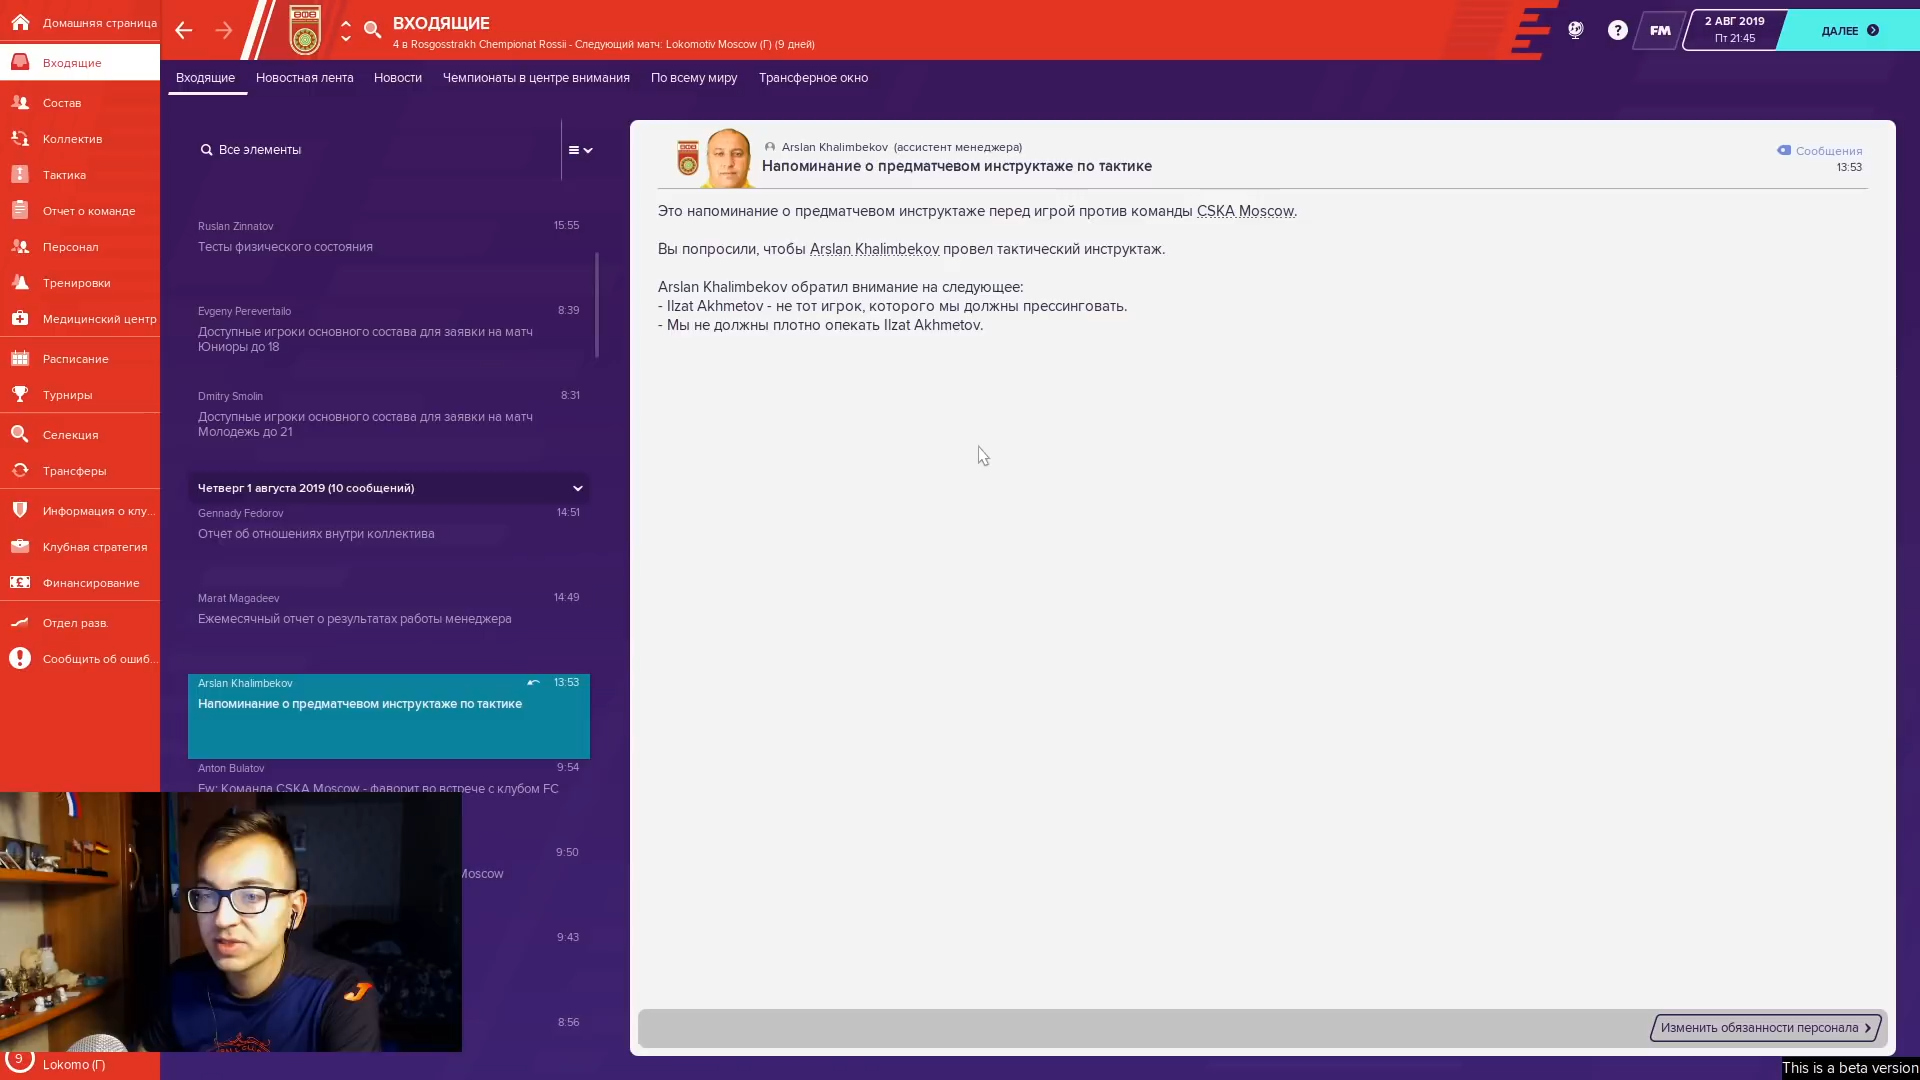 Домашняя страница
Входящие
Состав
Коллектив
Тактика
Отчет о команде
Персонал
Тренировки
Медицинский центр
Расписание
Турниры
Селекция
Трансферы
Информация о клу...
Клубная стратегия
Финансирование
Отдел разв.
Сообщить об ошиб...
9
Lokomo (Г)
ВХОДЯЩИЕ
4 в Rosgosstrakh Chempionat Rossii - Следующий матч: Lokomotiv Moscow (Г) (9 дней)
?
FM
2 АВГ 2019
Пт 21:45
ДАЛЕЕ
Входящие
Новостная лента
Новости
Чемпионаты в центре внимания
По всему миру
Трансферное окно
Все элементы
Ruslan Zinnatov
15:55
Тесты физического состояния
Evgeny Perevertailo
8:39
Доступные игроки основного состава для заявки на матч
Юниоры до 18
Dmitry Smolin
8:31
Доступные игроки основного состава для заявки на матч
Молодежь до 21
Четверг 1 августа 2019 (10 сообщений)
Gennady Fedorov
14:51
Отчет об отношениях внутри коллектива
Marat Magadeev
14:49
Ежемесячный отчет о результатах работы менеджера
Arslan Khalimbekov
13:53
Напоминание о предматчевом инструктаже по тактике
Anton Bulatov
9:54
Fw: Команда CSKA Moscow - фаворит во встрече с клубом FC
9:50
Moscow
9:43
8:56
Arslan Khalimbekov (ассистент менеджера)
Напоминание о предматчевом инструктаже по тактике
Сообщения
13:53
Это напоминание о предматчевом инструктаже перед игрой против команды CSKA Moscow.
Вы попросили, чтобы Arslan Khalimbekov провел тактический инструктаж.
Arslan Khalimbekov обратил внимание на следующее:
- Ilzat Akhmetov - не тот игрок, которого мы должны прессинговать.
- Мы не должны плотно опекать Ilzat Akhmetov.
Изменить обязанности персонала
This is a beta version